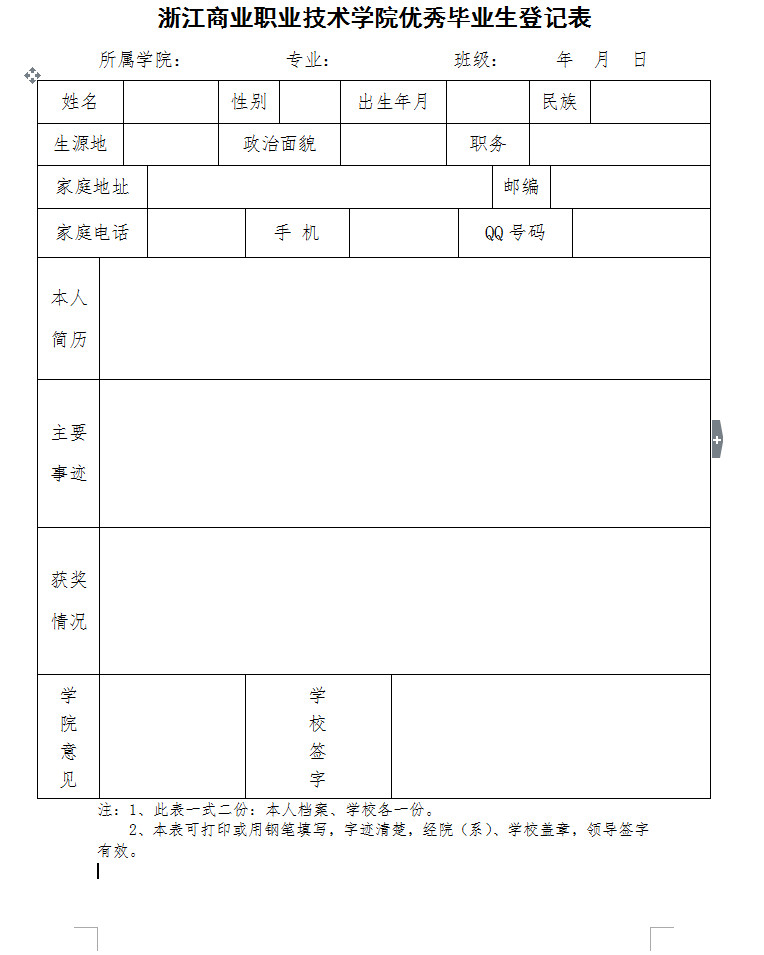 浙江商业职业技术学院优秀毕业生登记表
所属学院： 专业： 班级： 年 月 日
姓名 性别 出生年月 民族
生源地 政治面貌 职务
家庭地址 邮编
家庭电话 手 机 QQ 号码
本人
简历
主要
事迹
获奖
情况
学
院
意
见
学
校
签
字
注：1、此表一式二份：本人档案、学校各一份。
2、本表可打印或用钢笔填写，字迹清楚，经院（系）、学校盖章，领导签字
有效。